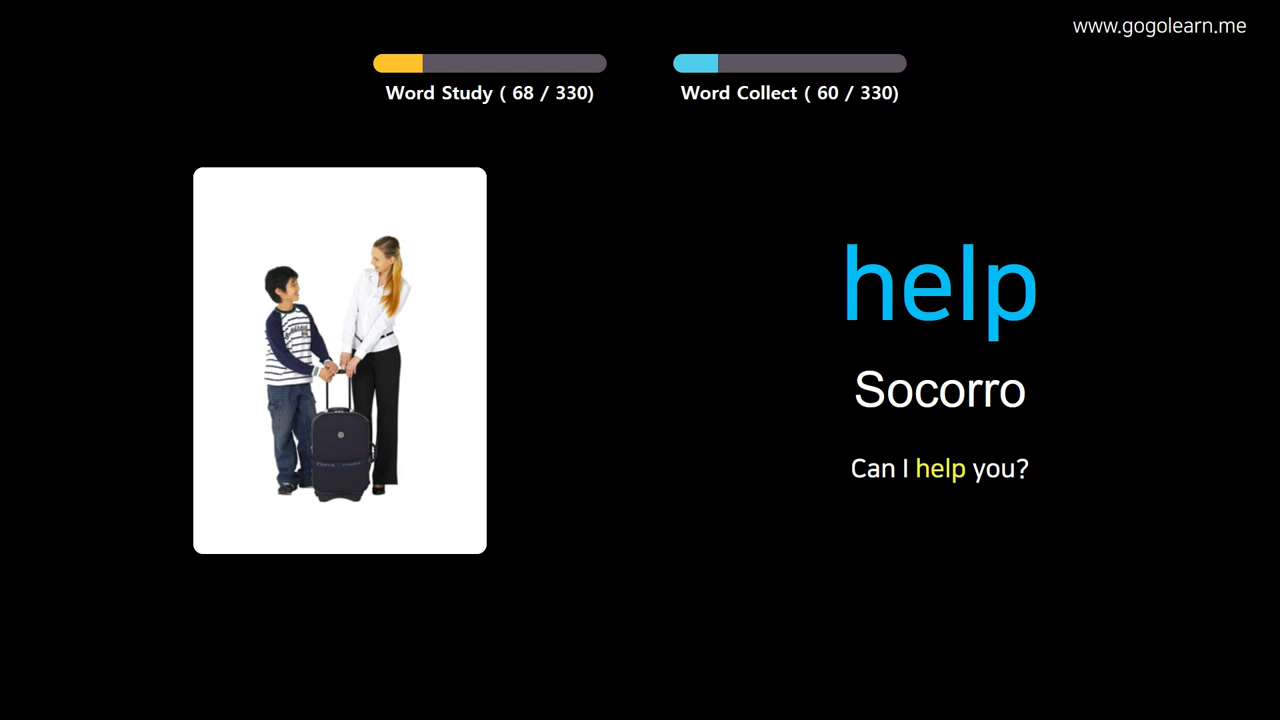 www.gogolearn.me
Word Study ( 68 / 330)
Word Collect ( 60 / 330)
help
Socorro
Can I help you?